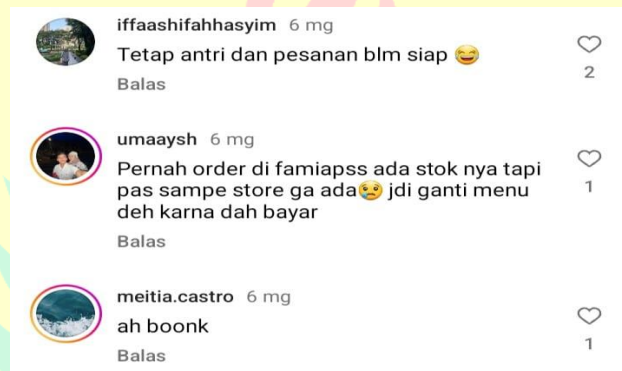 iffaashifahhasyim 6 mg
Tetap antri dan pesanan blm siap 😂
2
Balas
umaaysh 6 mg
Pernah order di famiapss ada stok nya tapi
pas sampe store ga ada😢 jdi ganti menu
deh karna dah bayar
1
Balas
meitia.castro 6 mg
ah boonk
1
Balas